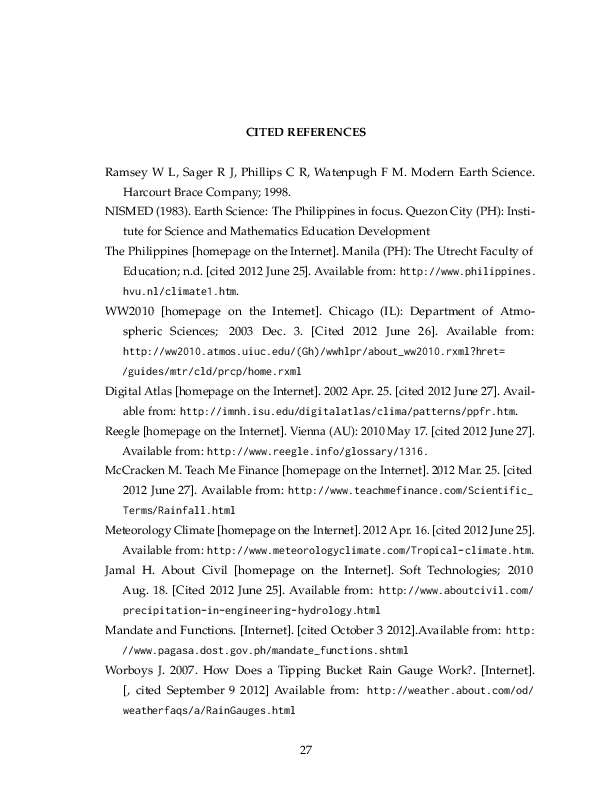 CITED REFERENCES
Ramsey W L, Sager R J, Phillips C R, Watenpugh F M. Modern Earth Science.
Harcourt Brace Company; 1998.
NISMED (1983). Earth Science: The Philippines in focus. Quezon City (PH): Insti-
tute for Science and Mathematics Education Development
The Philippines [homepage on the Internet]. Manila (PH): The Utrecht Faculty of
Education; n.d. [cited 2012 June 25]. Available from: http://www.philippines.
hvu.nl/climate1.htm.
WW2010 [homepage on the Internet]. Chicago (IL): Department of Atmo-
spheric Sciences; 2003 Dec. 3. [Cited 2012 June 26]. Available from:
http://ww2010.atmos.uiuc.edu/(Gh)/wwhlpr/about_ww2010.rxml?hret=
/guides/mtr/cld/prcp/home.rxml
Digital Atlas [homepage on the Internet]. 2002 Apr. 25. [cited 2012 June 27]. Avail-
able from: http://imnh.isu.edu/digitalatlas/clima/patterns/ppfr.htm.
Reegle [homepage on the Internet]. Vienna (AU): 2010 May 17. [cited 2012 June 27].
Available from: http://www.reegle.info/glossary/1316.
McCracken M. Teach Me Finance [homepage on the Internet]. 2012 Mar. 25. [cited
2012 June 27]. Available from: http://www.teachmefinance.com/Scientific_
Terms/Rainfall.html
Meteorology Climate [homepage on the Internet]. 2012 Apr. 16. [cited 2012 June 25].
Available from: http://www.meteorologyclimate.com/Tropical-climate.htm.
Jamal H. About Civil [homepage on the Internet]. Soft Technologies; 2010
Aug. 18. [Cited 2012 June 25]. Available from: http://www.aboutcivil.com/
precipitation-in-engineering-hydrology.html
Mandate and Functions. [Internet]. [cited October 3 2012].Available from: http:
//www.pagasa.dost.gov.ph/mandate_functions.shtml
Worboys J. 2007. How Does a Tipping Bucket Rain Gauge Work?. [Internet].
[, cited September 9 2012] Available from: http://weather.about.com/od/
weatherfaqs/a/RainGauges.html
27